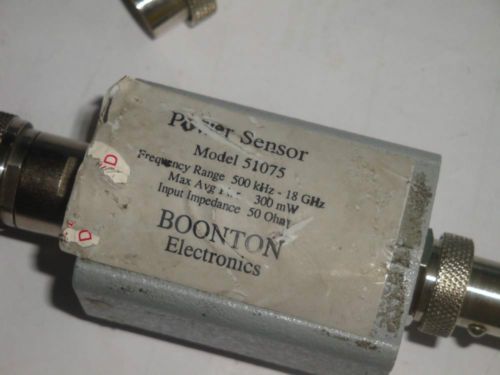 Power Sensor
Model 51075
Frequency Range 500 kHz - 18 GHz
Max Avg 300 mW
Input Impedance 50 Ohm
BOONTON
Electronics
D
D